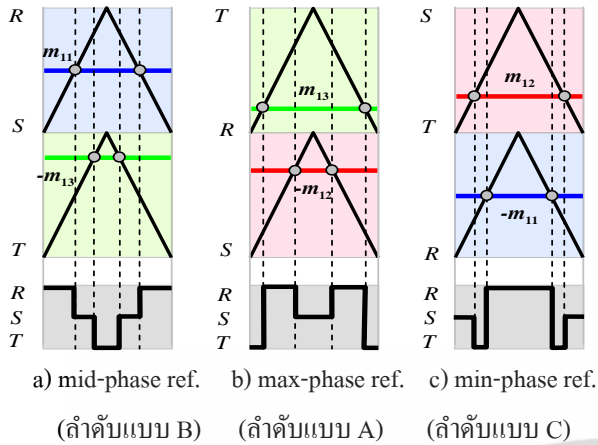 R T S
m11 m13 m12
S R T
-m13 -m12 -m11
T S R
R R R
S S S
T T T
a) mid-phase ref. b) max-phase ref. c) min-phase ref.
(ลำดับแบบ B) (ลำดับแบบ A) (ลำดับแบบ C)